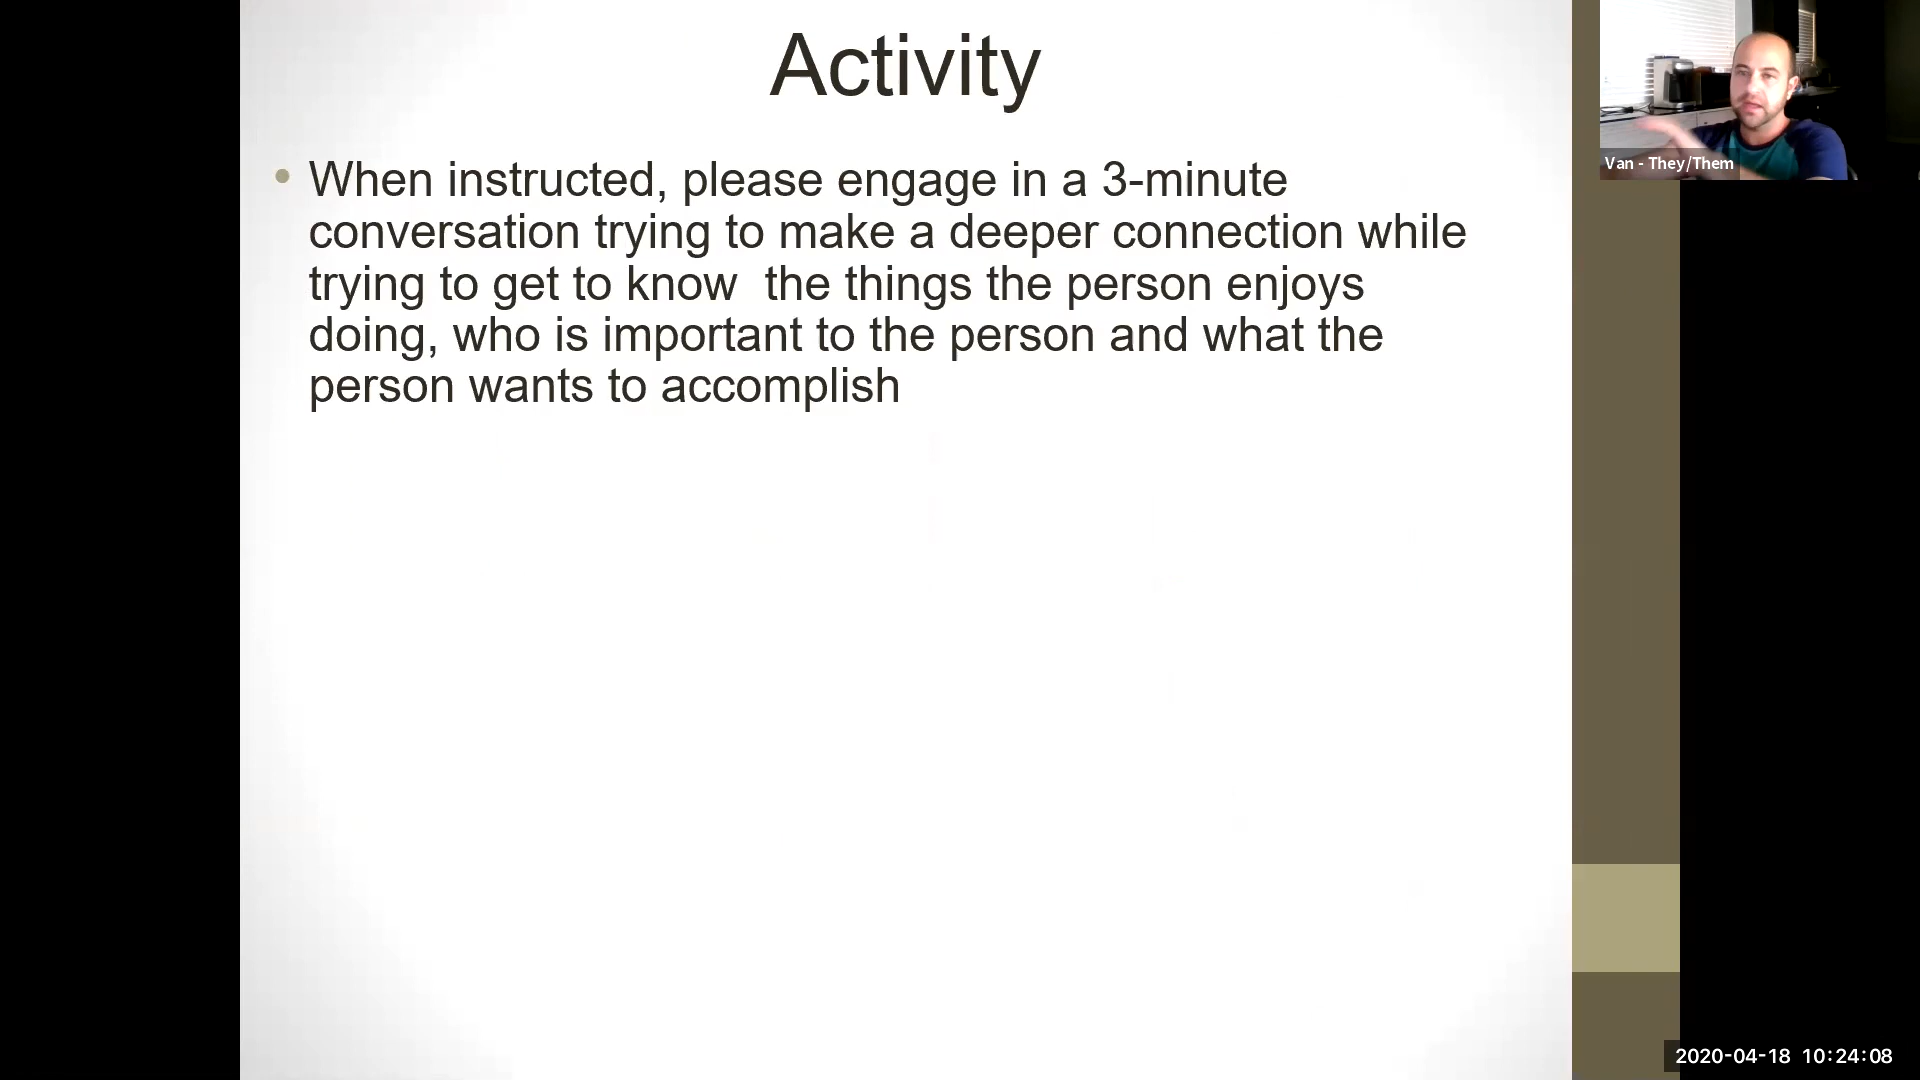 Activity
• When instructed, please engage in a 3-minute
conversation trying to make a deeper connection while
trying to get to know  the things the person enjoys
doing, who is important to the person and what the
person wants to accomplish
Van - They/Them
2020-04-18 10:24:08